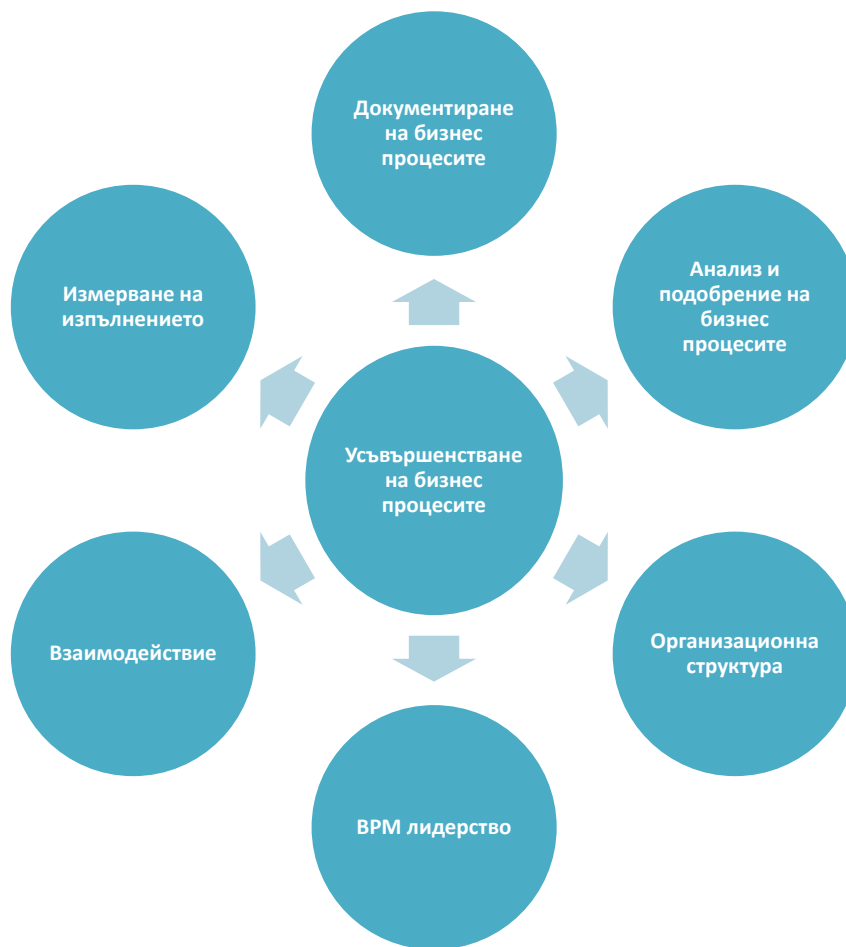 Документиране
на бизнес
процесите
Анализ и
подобрение на
бизнес
процесите
Измерване на
изпълнението
Усъвършенстване
на бизнес
процесите
Организационна
структура
Взаимодействие
BPM лидерство